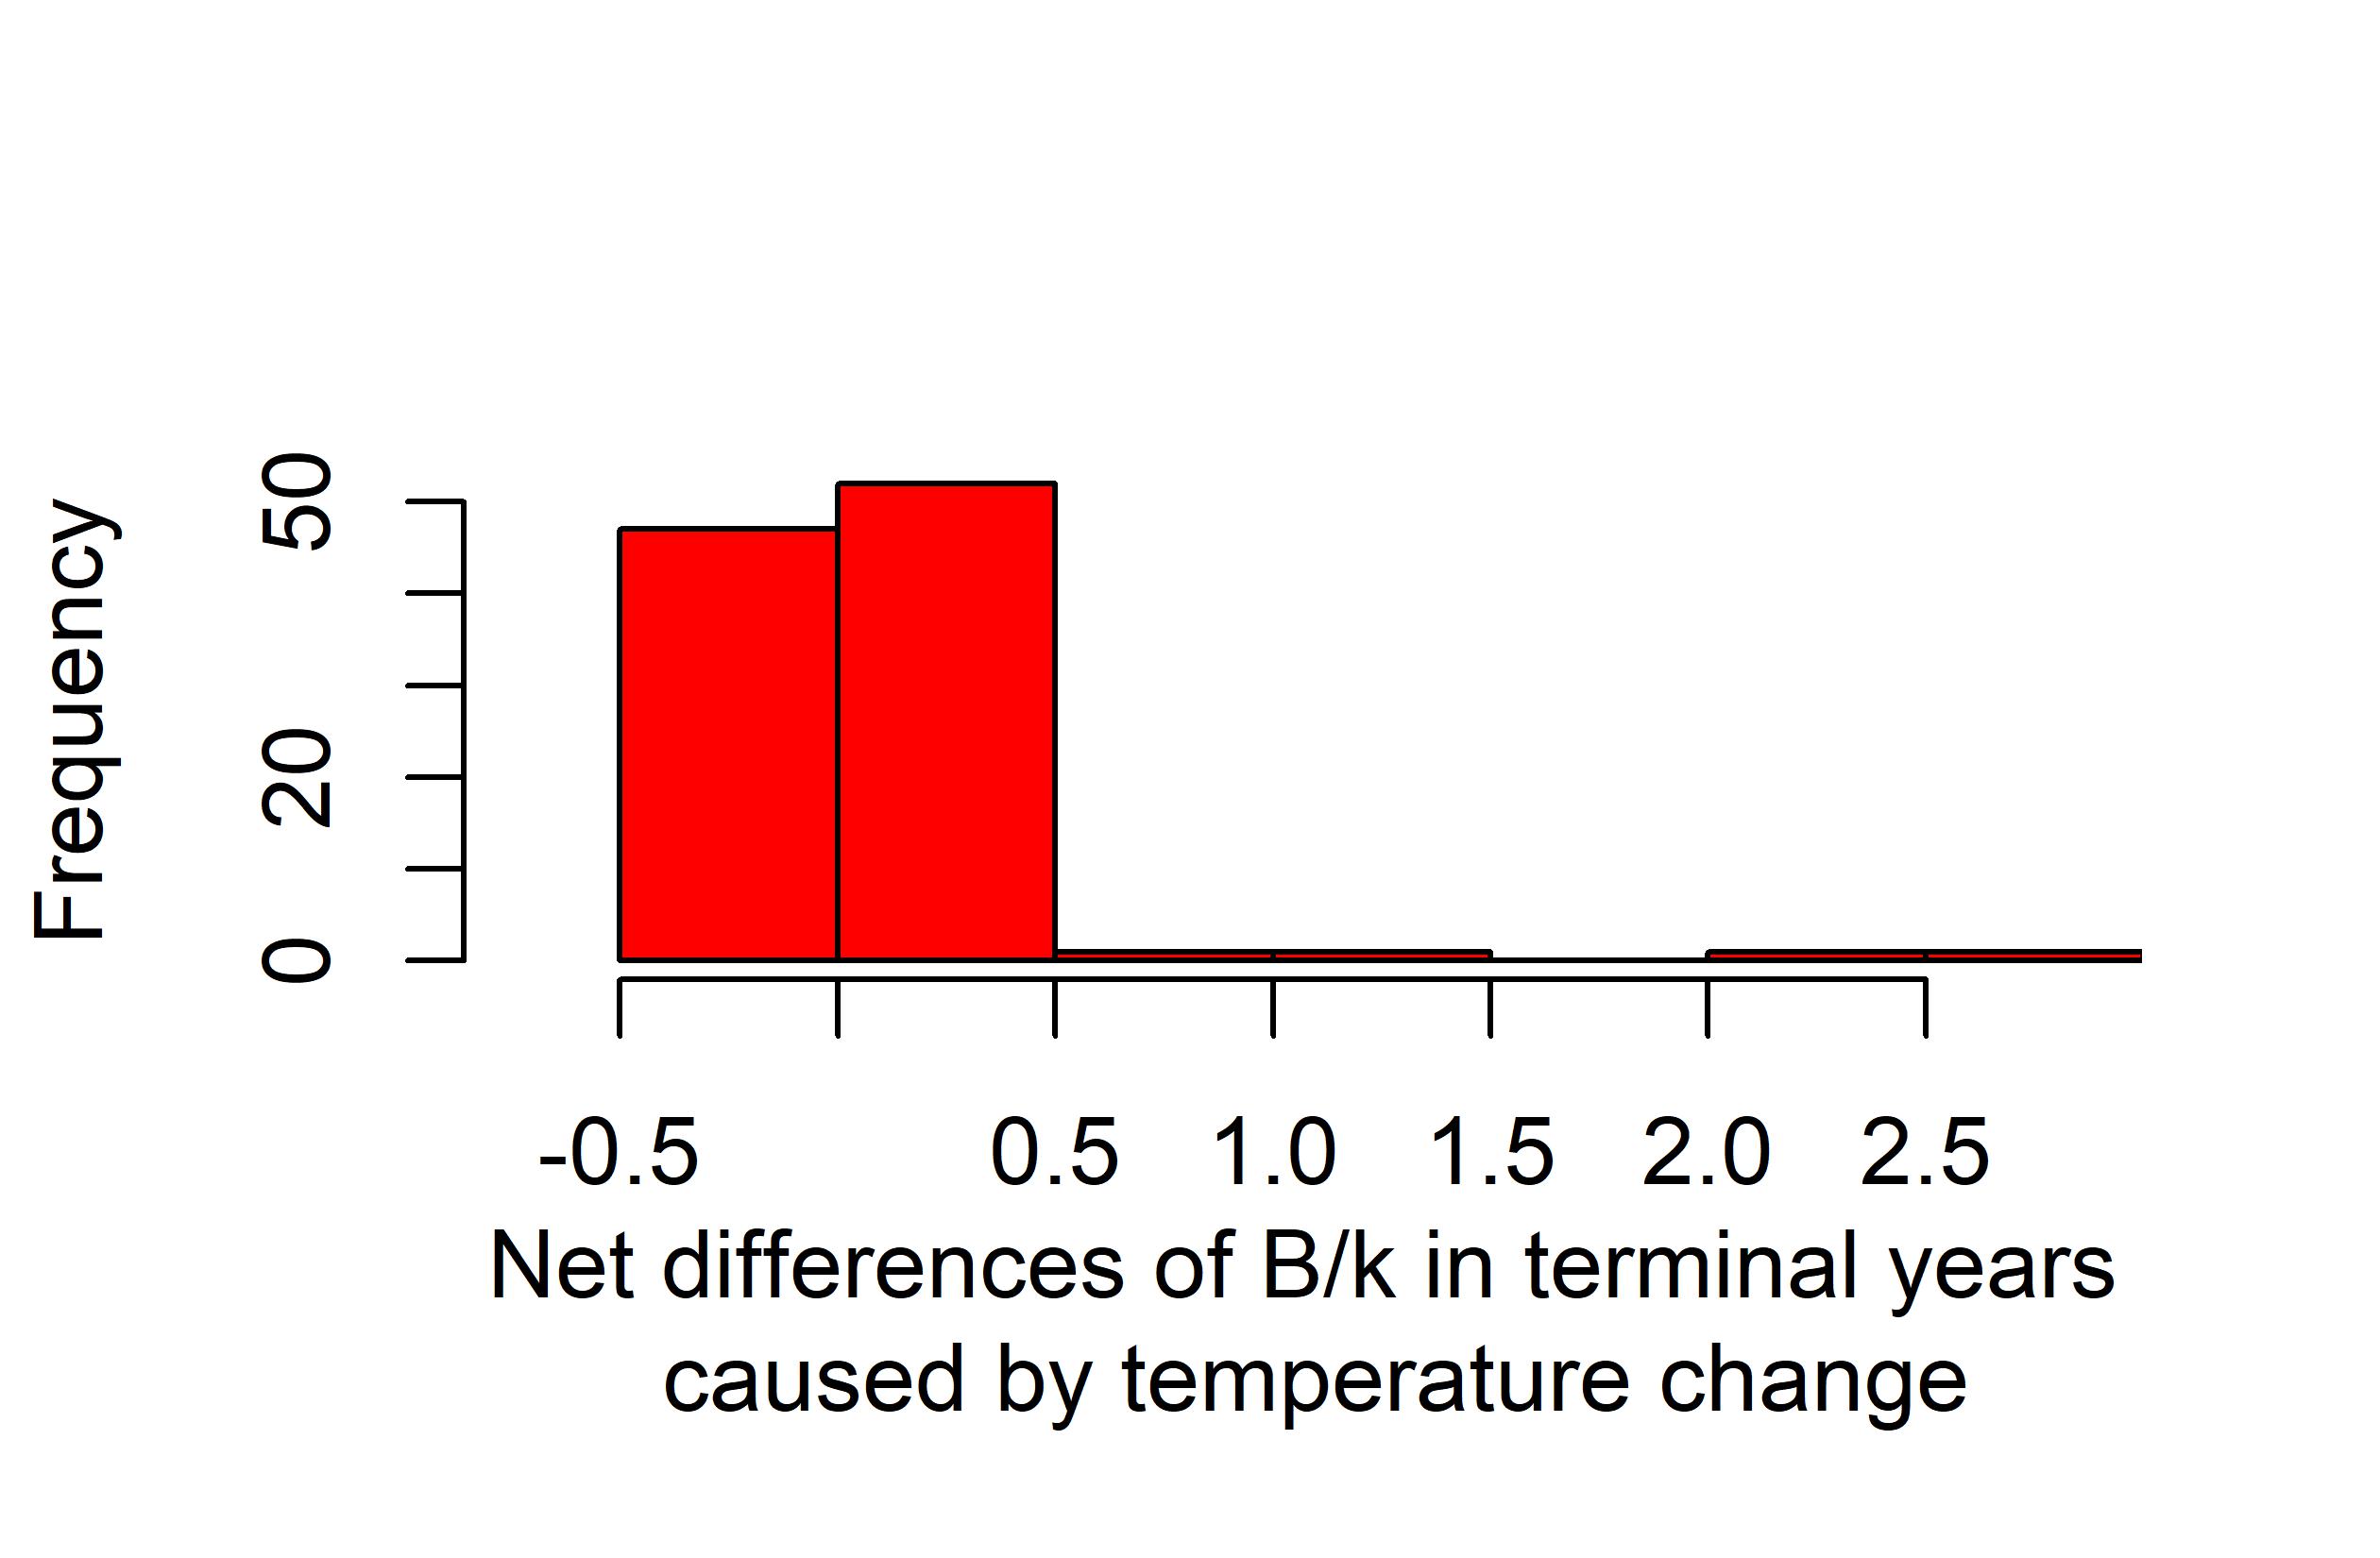 Frequency
0 20 50
-0.5 0.5 1.0 1.5 2.0 2.5
Net differences of B/k in terminal years
caused by temperature change